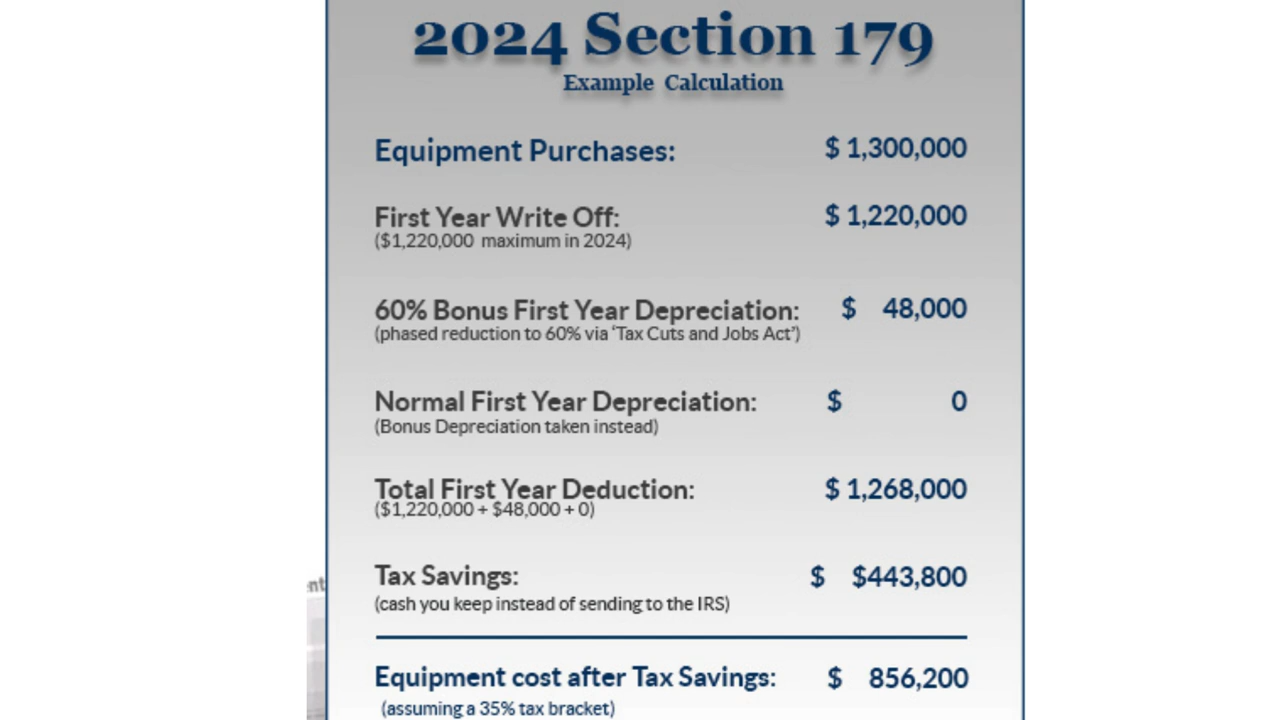 2024 Section 179
Example Calculation
Equipment Purchases: $ 1,300,000
First Year Write Off: $ 1,220,000
($1,220,000 maximum in 2024)
60% Bonus First Year Depreciation: $ 48,000
(phased reduction to 60% via ‘Tax Cuts and Jobs Act’)
Normal First Year Depreciation: $ 0
(Bonus Depreciation taken instead)
Total First Year Deduction: $ 1,268,000
($1,220,000 + $48,000 + 0)
Tax Savings: $ $443,800
(cash you keep instead of sending to the IRS)
Equipment cost after Tax Savings: $ 856,200
(assuming a 35% tax bracket)